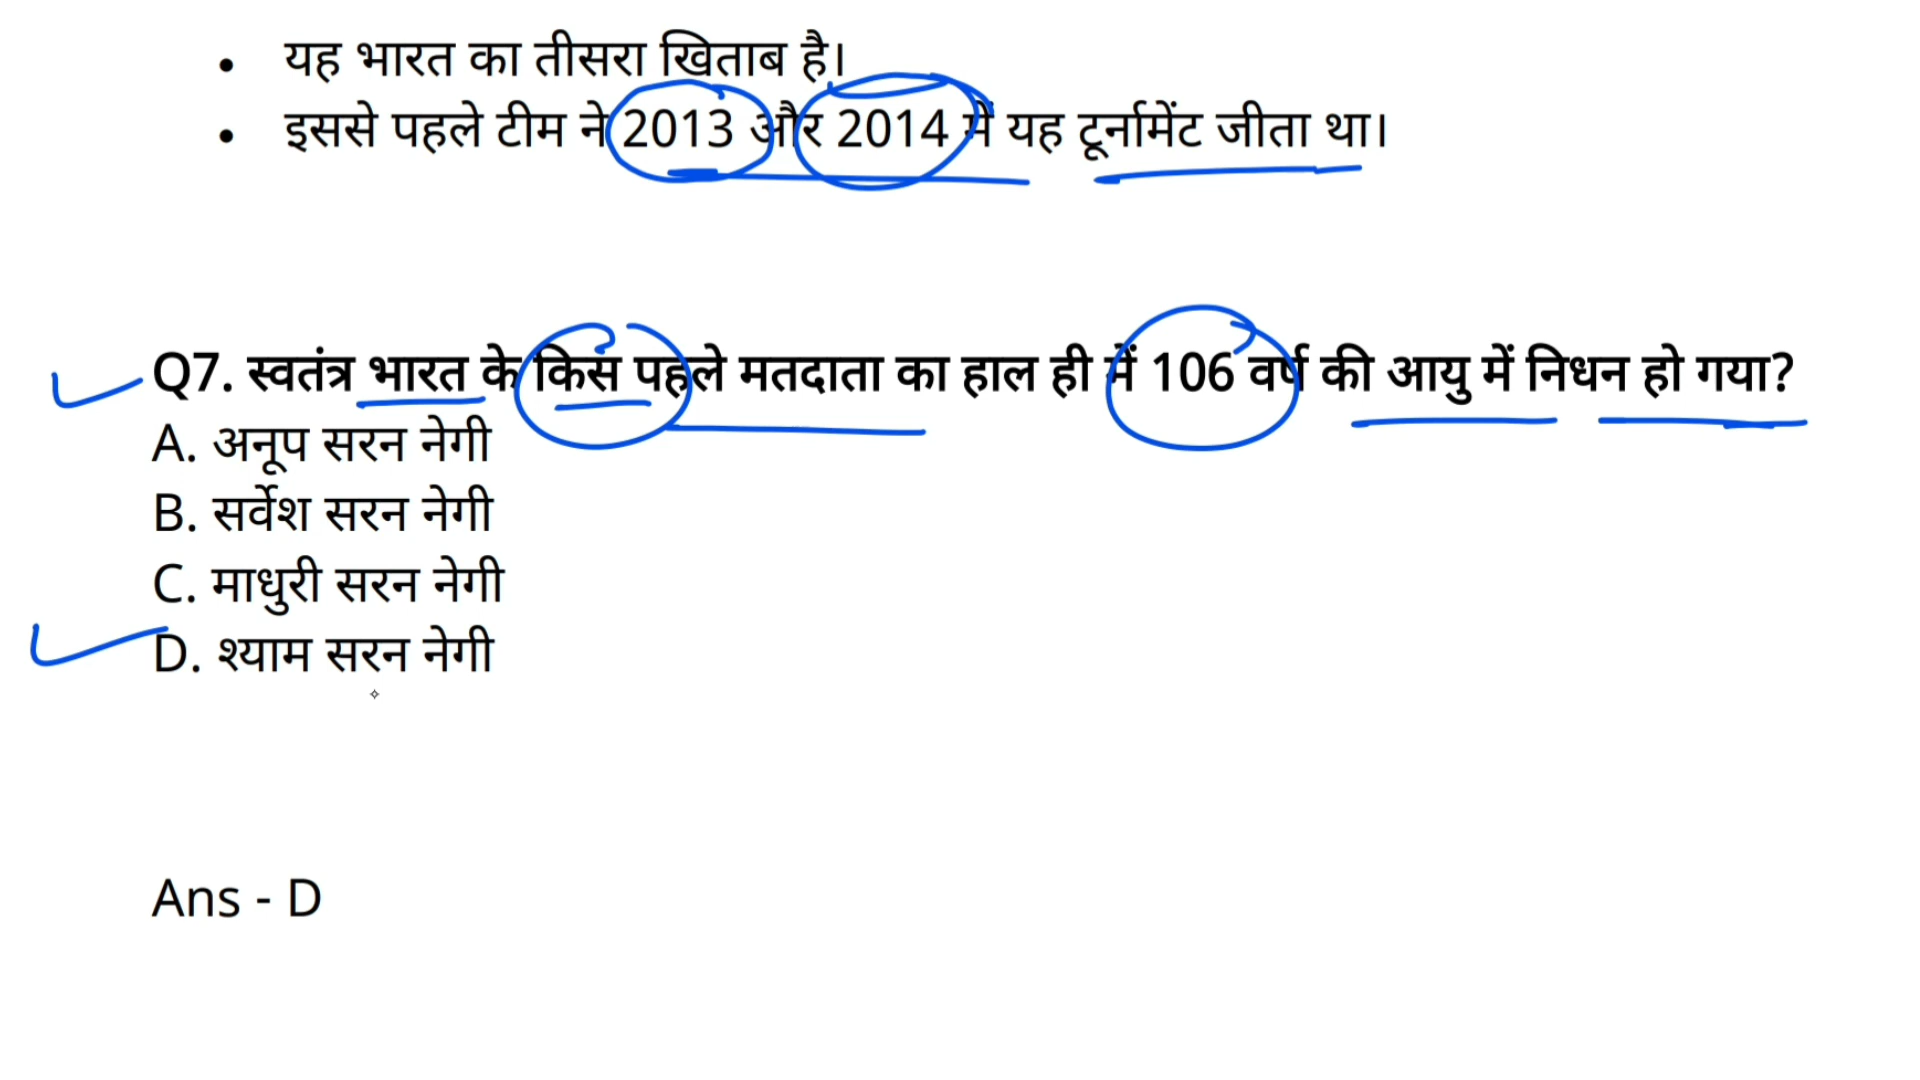 • यह भारत का तीसरा खिताब है।
• इससे पहले टीम ने 2013 और 2014 में यह टूर्नामेंट जीता था।
Q7. स्वतंत्र भारत के किस पहले मतदाता का हाल ही में 106 वर्ष की आयु में निधन हो गया?
A. अनूप सरन नेगी
B. सर्वेश सरन नेगी
C. माधुरी सरन नेगी
D. श्याम सरन नेगी
Ans - D